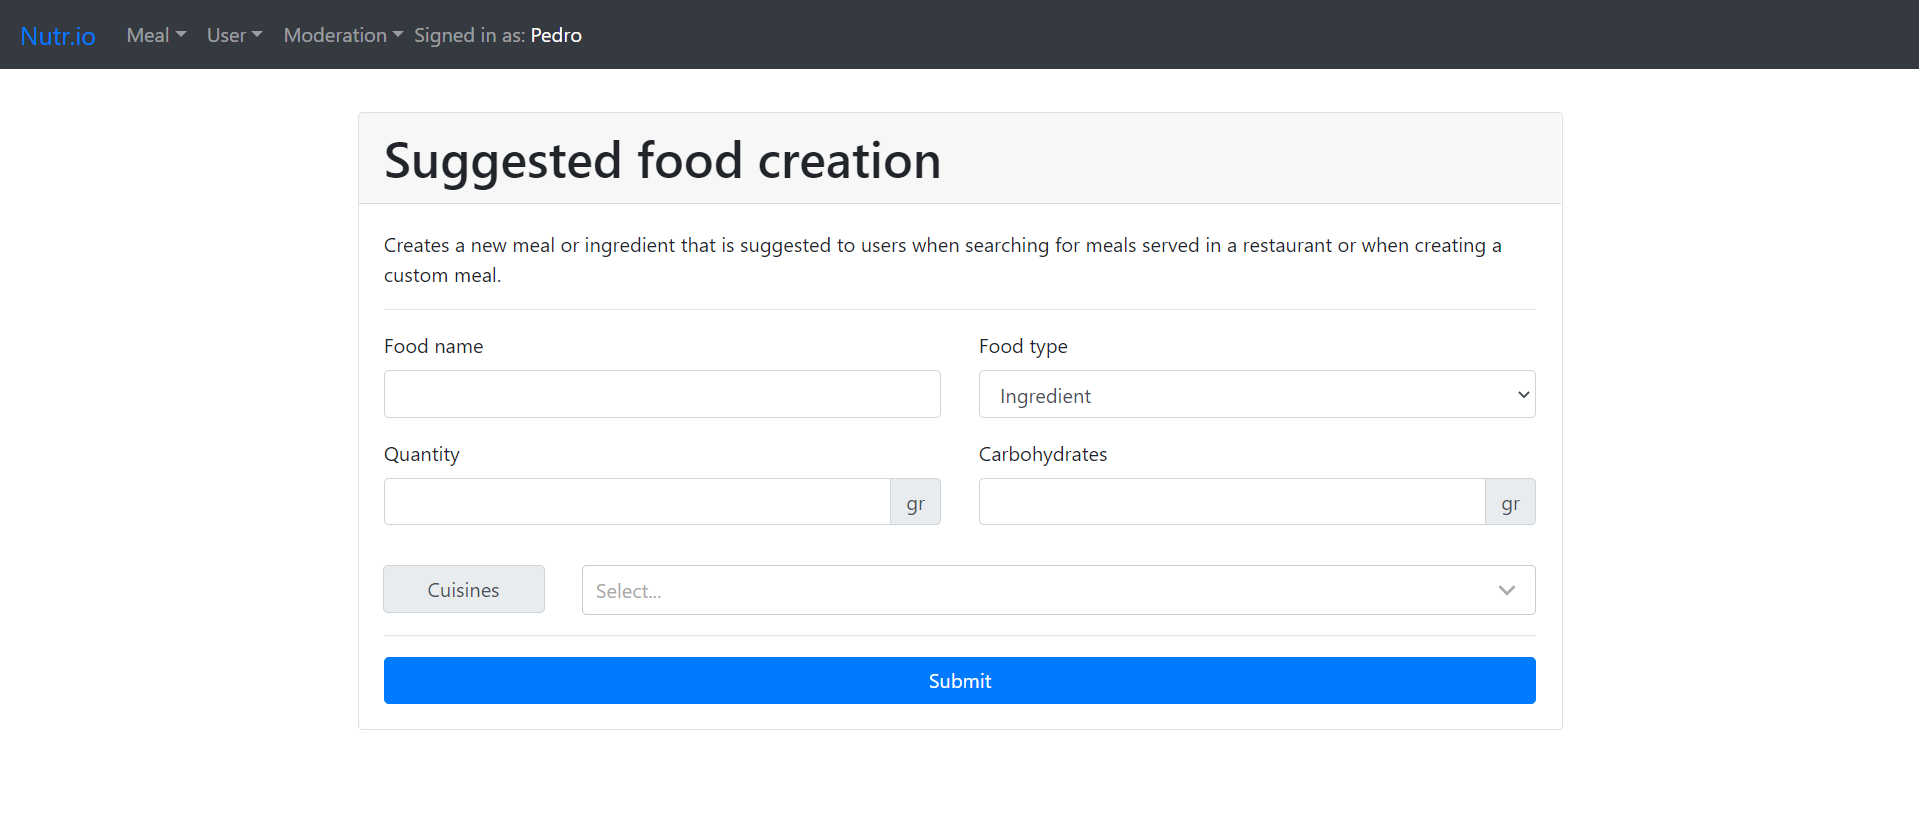 Nutr.io Meal User Moderation Signed in as: Pedro
Suggested food creation
Creates a new meal or ingredient that is suggested to users when searching for meals served in a restaurant or when creating a
custom meal.
Food name Food type
Ingredient
Quantity Carbohydrates
gr gr
Cuisines Select...
Submit